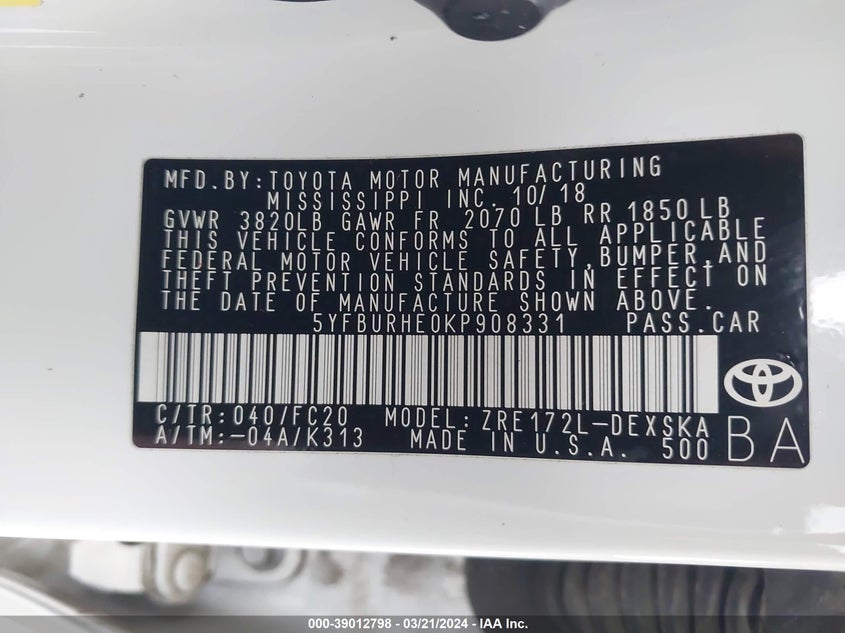 MFD.BY:TOYOTA MOTOR MANUFACTURING
MISSISSIPPI INC. 10/18
GVWR 3820LB GAWR FR 2070 LB RR 1850 LB
THIS VEHICLE CONFORMS TO ALL APPLICABLE
FEDERAL MOTOR VEHICLE SAFETY, BUMPER, AND
THEFT PREVENTION STANDARDS IN EFFECT ON
THE DATE OF MANUFACTURE SHOWN ABOVE.
5YFBURHE0KP908331 PASS.CAR
C/TR:040/FC20 MODEL:ZRE172L-DEXSKA
A/TM:-04A/K313 MADE IN U.S.A. 500
BA
000-39012798 - 03/21/2024 - IAA Inc.